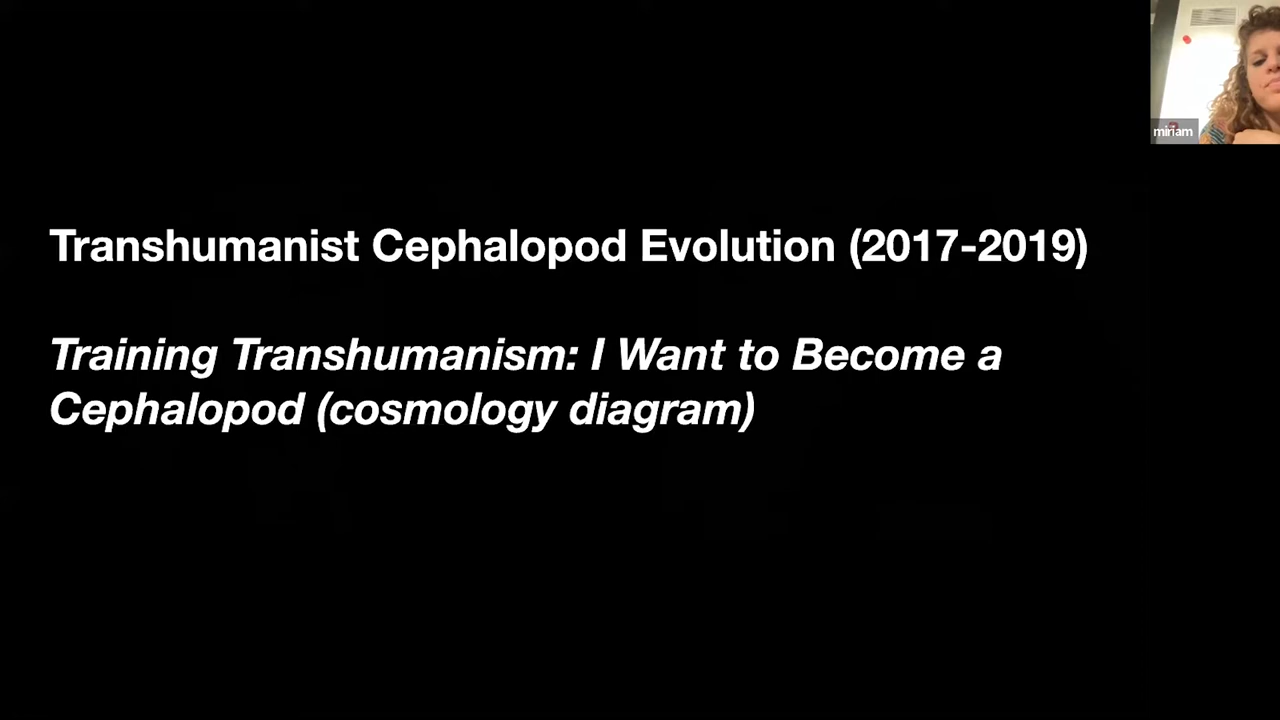 miriam
Transhumanist Cephalopod Evolution (2017-2019)
Training Transhumanism: I Want to Become a
Cephalopod (cosmology diagram)